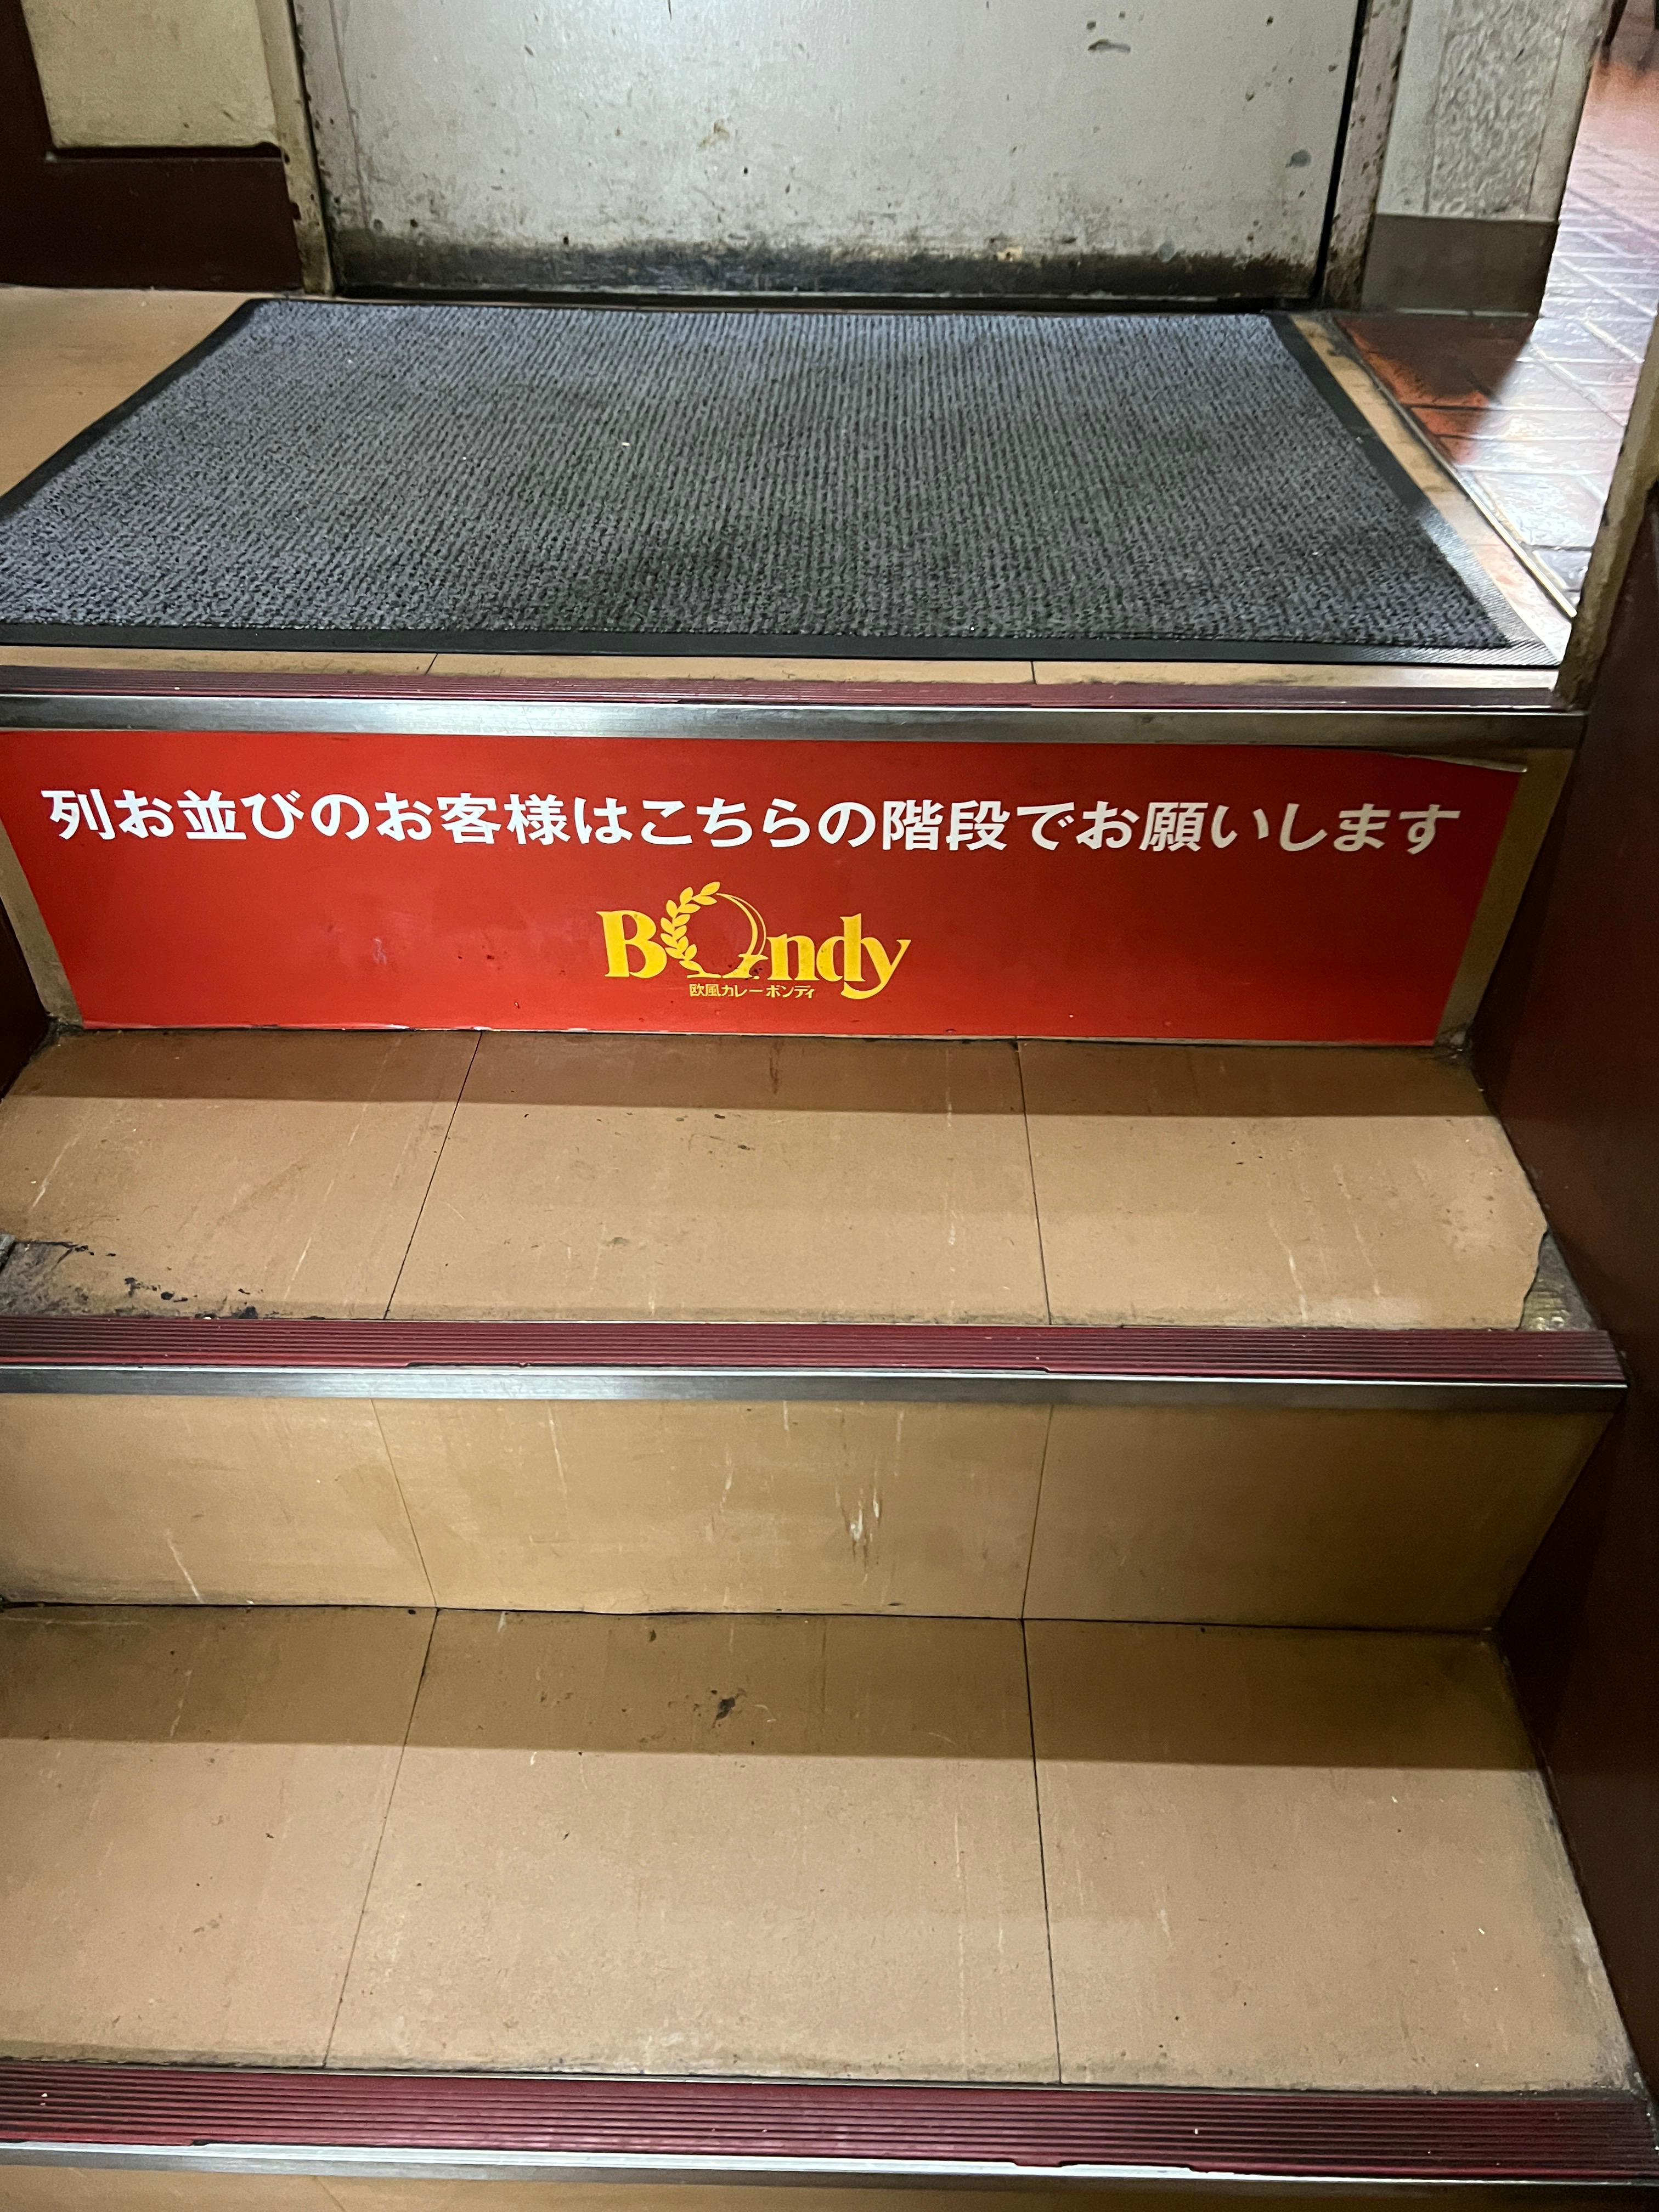 列お並びのお客様はこちらの階段でお願いします
BOndy
欧風カレー ボンディ